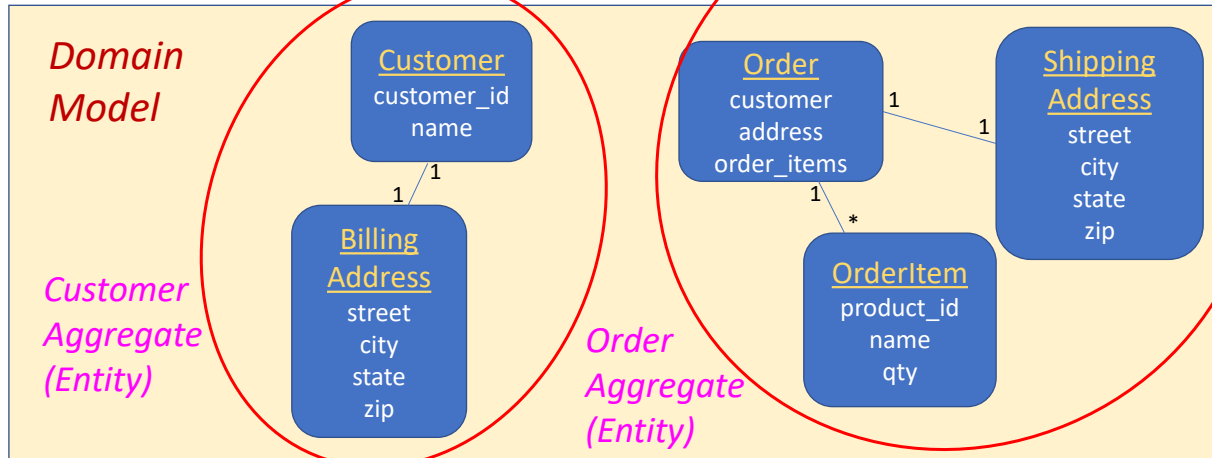 Domain
Model
Customer
customer_id
name
1
1
Billing
Address
street
city
state
zip
Customer
Aggregate
(Entity)
Order
customer
address
order_items
1
1
1
*
Shipping
Address
street
city
state
zip
OrderItem
product_id
name
qty
Order
Aggregate
(Entity)